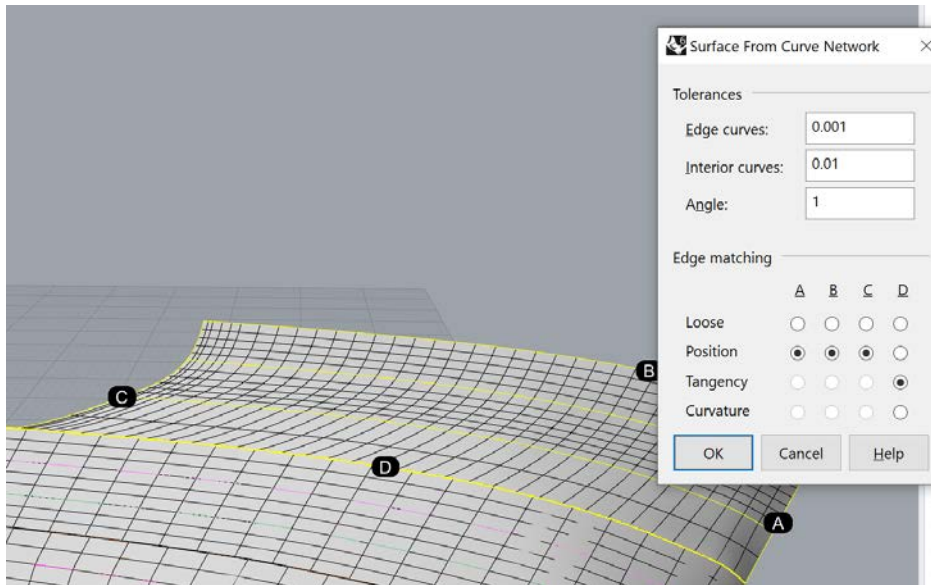 Surface From Curve Network
Tolerances
Edge curves: 0.001
Interior curves: 0.01
Angle: 1
Edge matching
A B C D
Loose
Position
Tangency
Curvature
OK Cancel Help
B
C
D
A